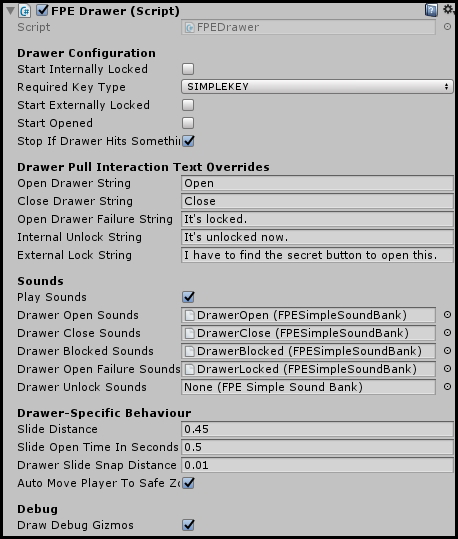 FPE Drawer (Script)
Script FPEDrawer
Drawer Configuration
Start Internally Locked
Required Key Type SIMPLEKEY
Start Externally Locked
Start Opened
Stop If Drawer Hits Somethin
Drawer Pull Interaction Text Overrides
Open Drawer String Open
Close Drawer String Close
Open Drawer Failure String It's locked.
Internal Unlock String It's unlocked now.
External Lock String I have to find the secret button to open this.
Sounds
Play Sounds
Drawer Open Sounds DrawerOpen (FPESimpleSoundBank)
Drawer Close Sounds DrawerClose (FPESimpleSoundBank)
Drawer Blocked Sounds DrawerBlocked (FPESimpleSoundBank)
Drawer Open Failure Sounds DrawerLocked (FPESimpleSoundBank)
Drawer Unlock Sounds None (FPE Simple Sound Bank)
Drawer-Specific Behaviour
Slide Distance 0.45
Slide Open Time In Seconds 0.5
Drawer Slide Snap Distance 0.01
Auto Move Player To Safe Zo
Debug
Draw Debug Gizmos